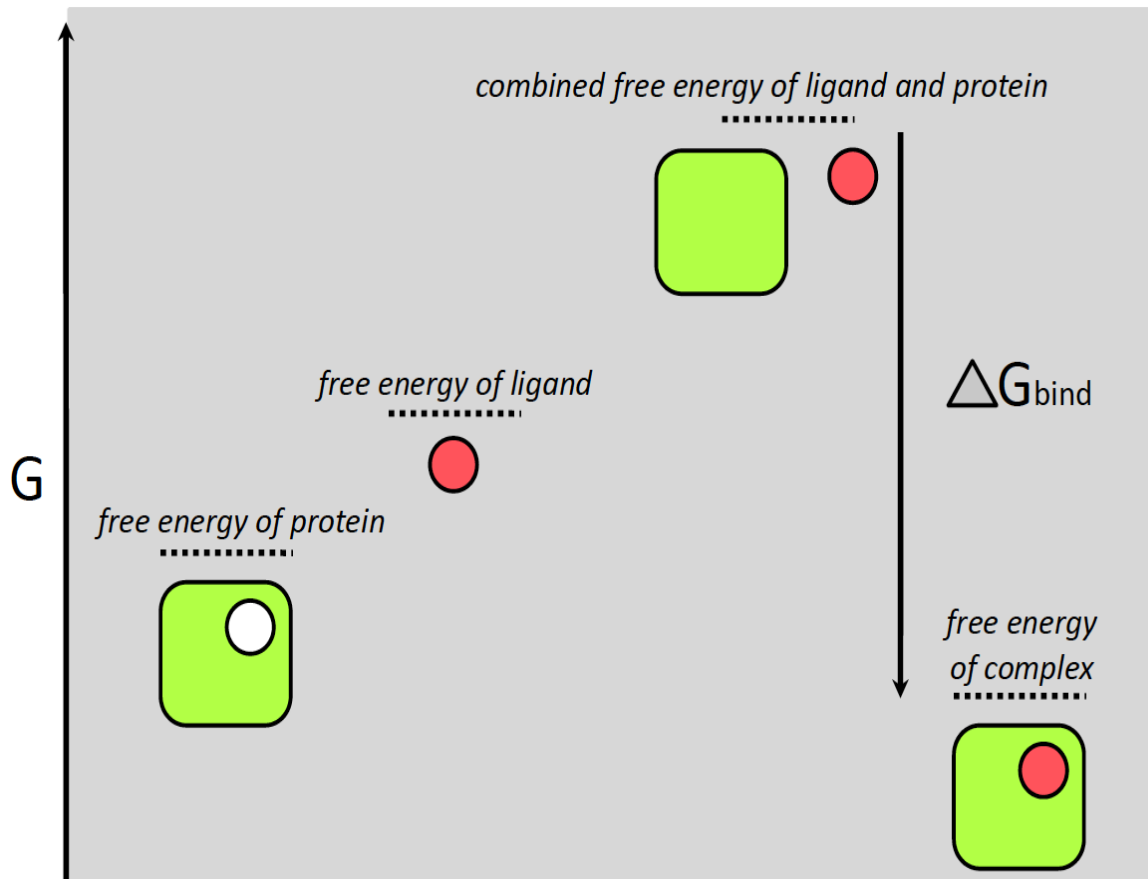 combined free energy of ligand and protein
free energy of ligand
△Gbind
G
free energy of protein
free energy
of complex